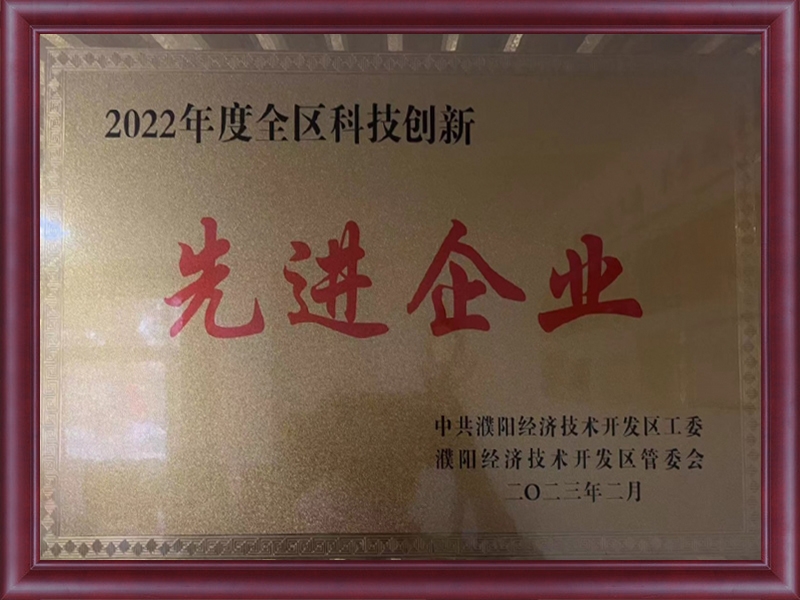 2022年度全区科技创新
先进企业
中共濮阳经济技术开发区工委
濮阳经济技术开发区管委会
二〇二三年二月